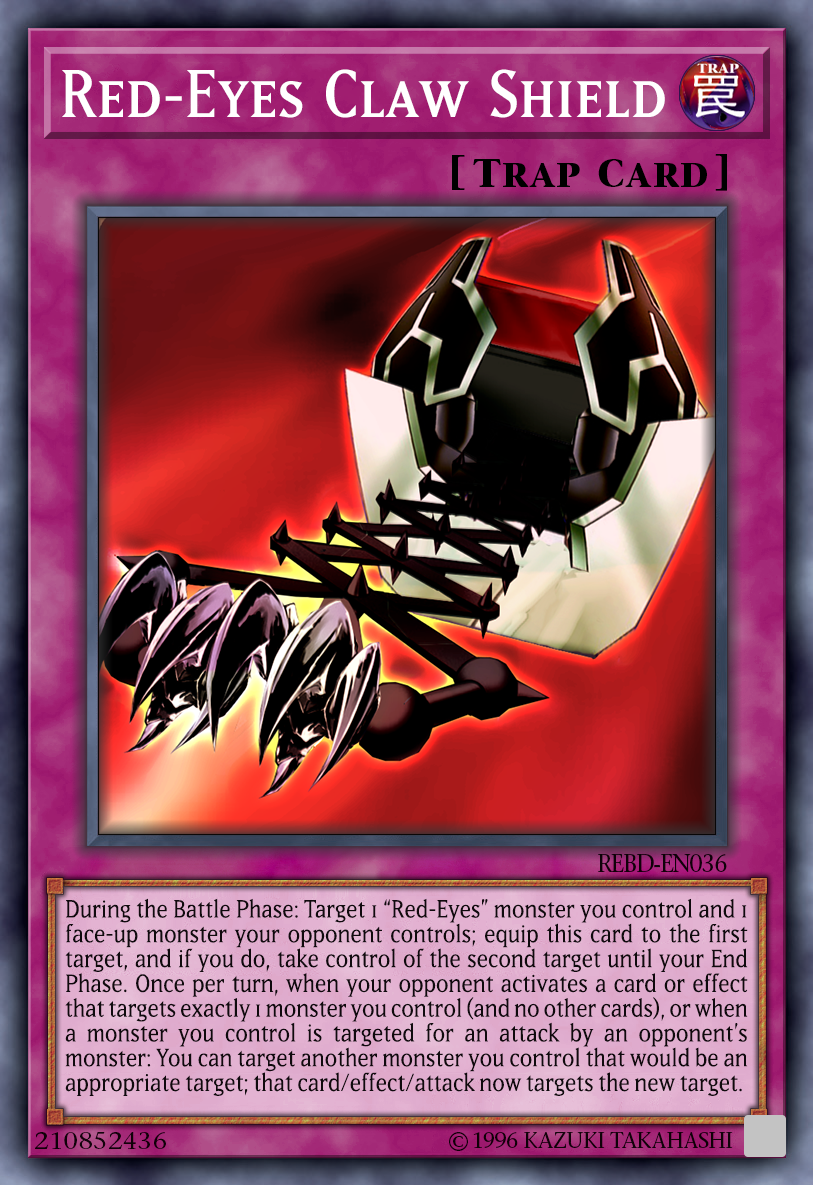 Red-Eyes Claw Shield
TRAP
罠
[Trap Card]
REBD-EN036
During the Battle Phase: Target 1 “Red-Eyes” monster you control and 1
face-up monster your opponent controls; equip this card to the first
target, and if you do, take control of the second target until your End
Phase. Once per turn, when your opponent activates a card or effect
that targets exactly 1 monster you control (and no other cards), or when
a monster you control is targeted for an attack by an opponent’s
monster: You can target another monster you control that would be an
appropriate target; that card/effect/attack now targets the new target.
210852436
© 1996 KAZUKI TAKAHASHI